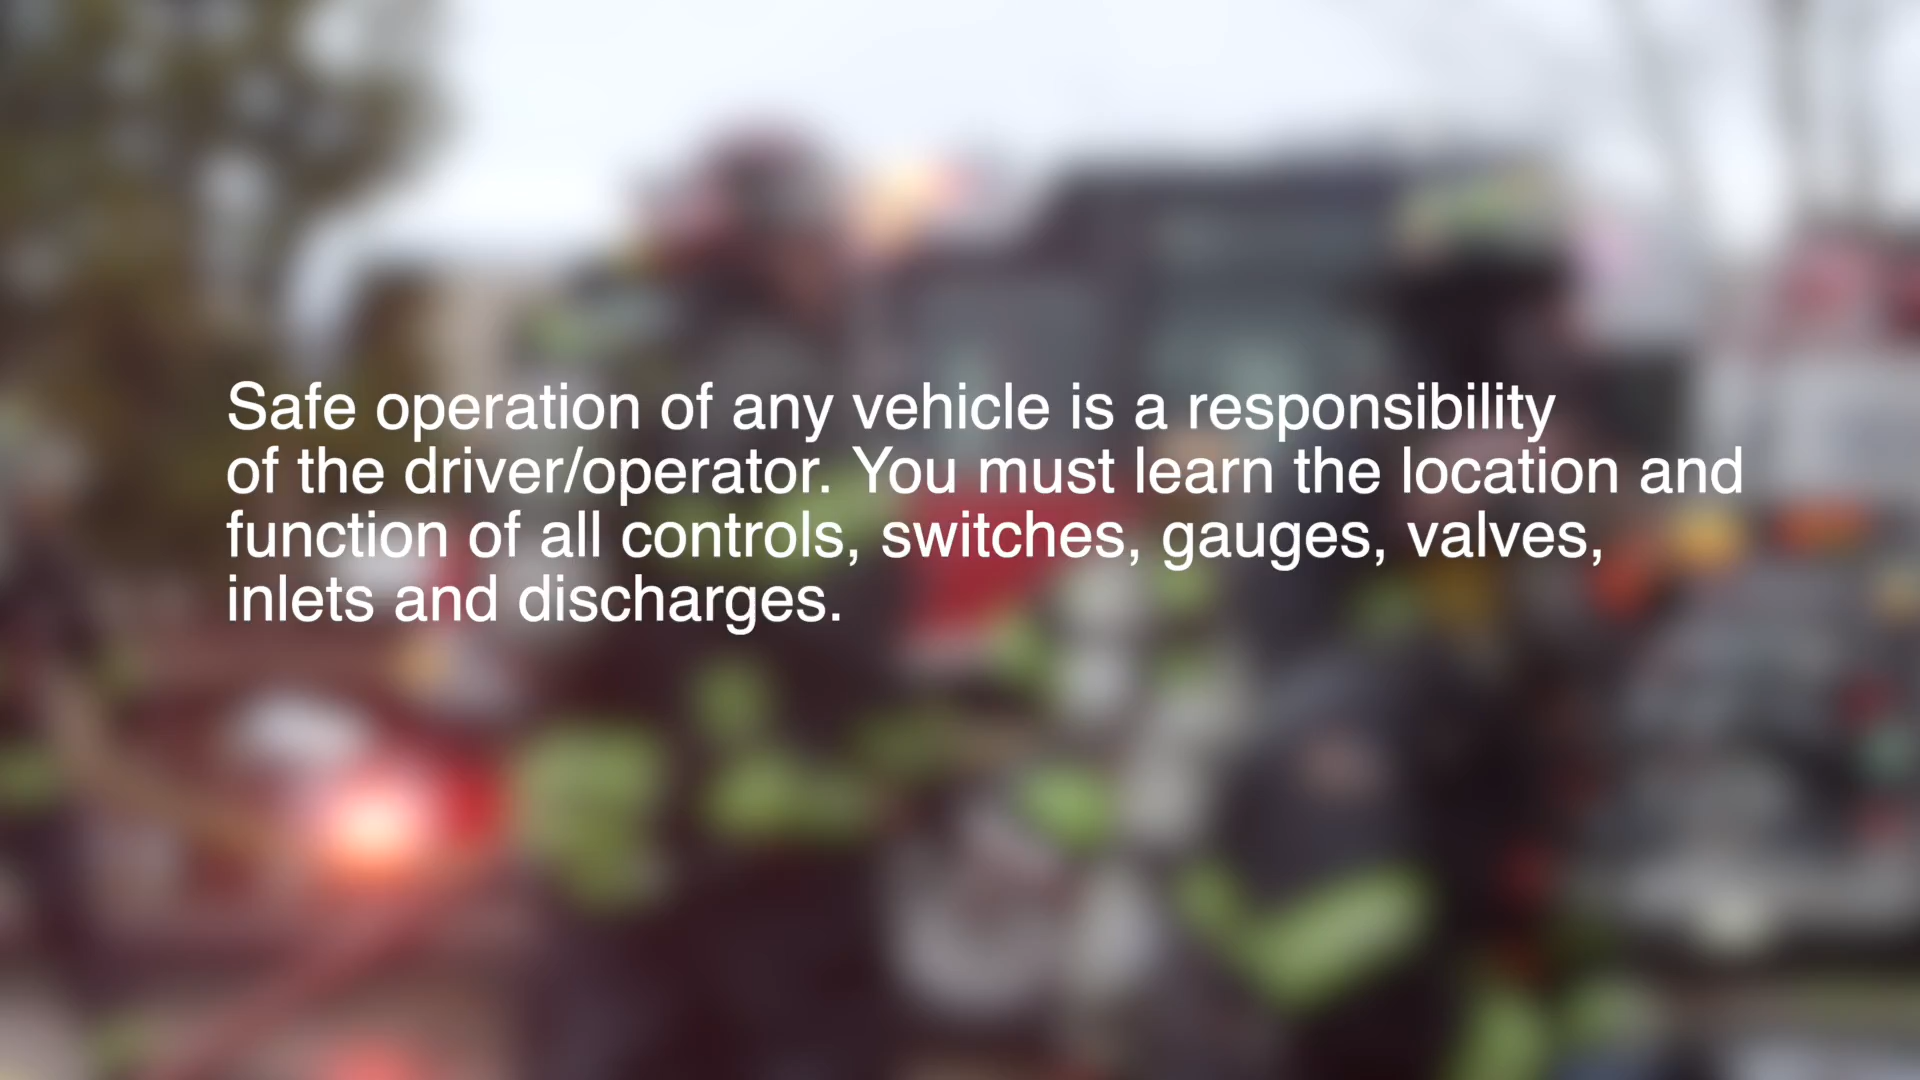 Safe operation of any vehicle is a responsibility
of the driver/operator. You must learn the location and
function of all controls, switches, gauges, valves,
inlets and discharges.